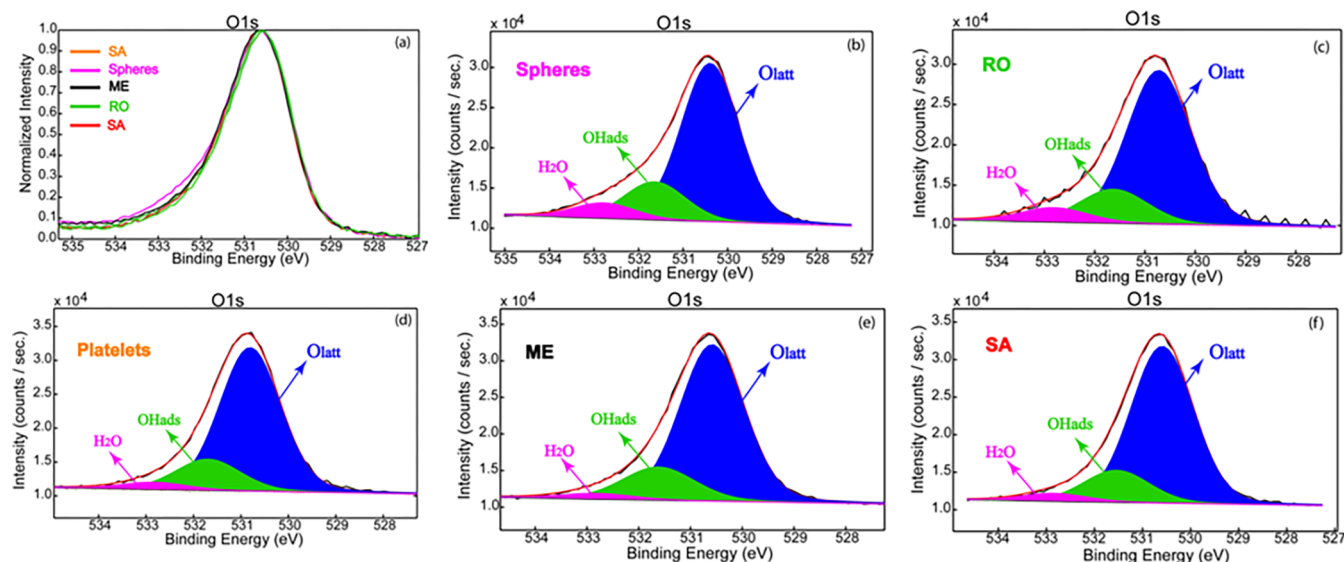 O1s
(a)
SA
Spheres
ME
RO
SA
Normalized Intensity
1.0
0.9
0.8
0.7
0.6
0.5
0.4
0.3
0.2
0.1
0.0
535 534 533 532 531 530 529 528 527
Binding Energy (eV)
x 10⁴
O1s
(b)
Spheres
Olatt
OHads
H2O
Intensity (counts / sec.)
3.0
2.5
2.0
1.5
1.0
535 534 533 532 531 530 529 528 527
Binding Energy (eV)
x 10⁴
O1s
(c)
RO
Olatt
OHads
H2O
Intensity (counts / sec.)
3.0
2.5
2.0
1.5
1.0
534 533 532 531 530 529 528
Binding Energy (eV)
x 10⁴
O1s
(d)
Platelets
Olatt
OHads
H2O
Intensity (counts / sec.)
3.5
3.0
2.5
2.0
1.5
1.0
534 533 532 531 530 529 528
Binding Energy (eV)
x 10⁴
O1s
(e)
ME
Olatt
OHads
H2O
Intensity (counts / sec.)
3.5
3.0
2.5
2.0
1.5
1.0
534 533 532 531 530 529 528
Binding Energy (eV)
x 10⁴
O1s
(f)
SA
Olatt
OHads
H2O
Intensity (counts / sec.)
3.5
3.0
2.5
2.0
1.5
1.0
534 533 532 531 530 529 528 527
Binding Energy (eV)